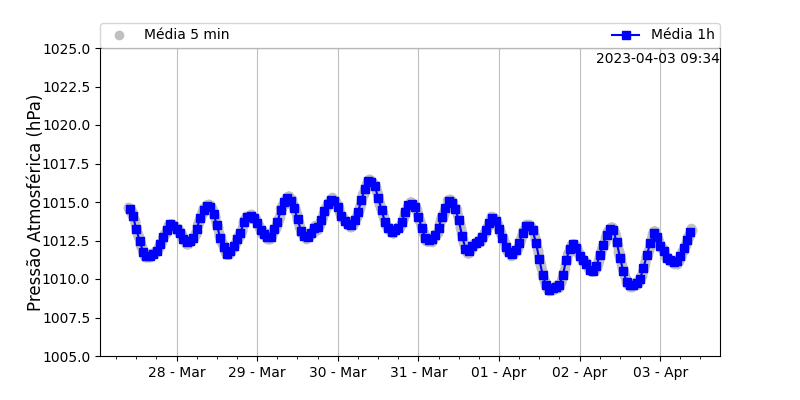 Média 5 min
Média 1h
2023-04-03 09:34
Pressão Atmosférica (hPa)
1025.0
1022.5
1020.0
1017.5
1015.0
1012.5
1010.0
1007.5
1005.0
28 - Mar
29 - Mar
30 - Mar
31 - Mar
01 - Apr
02 - Apr
03 - Apr